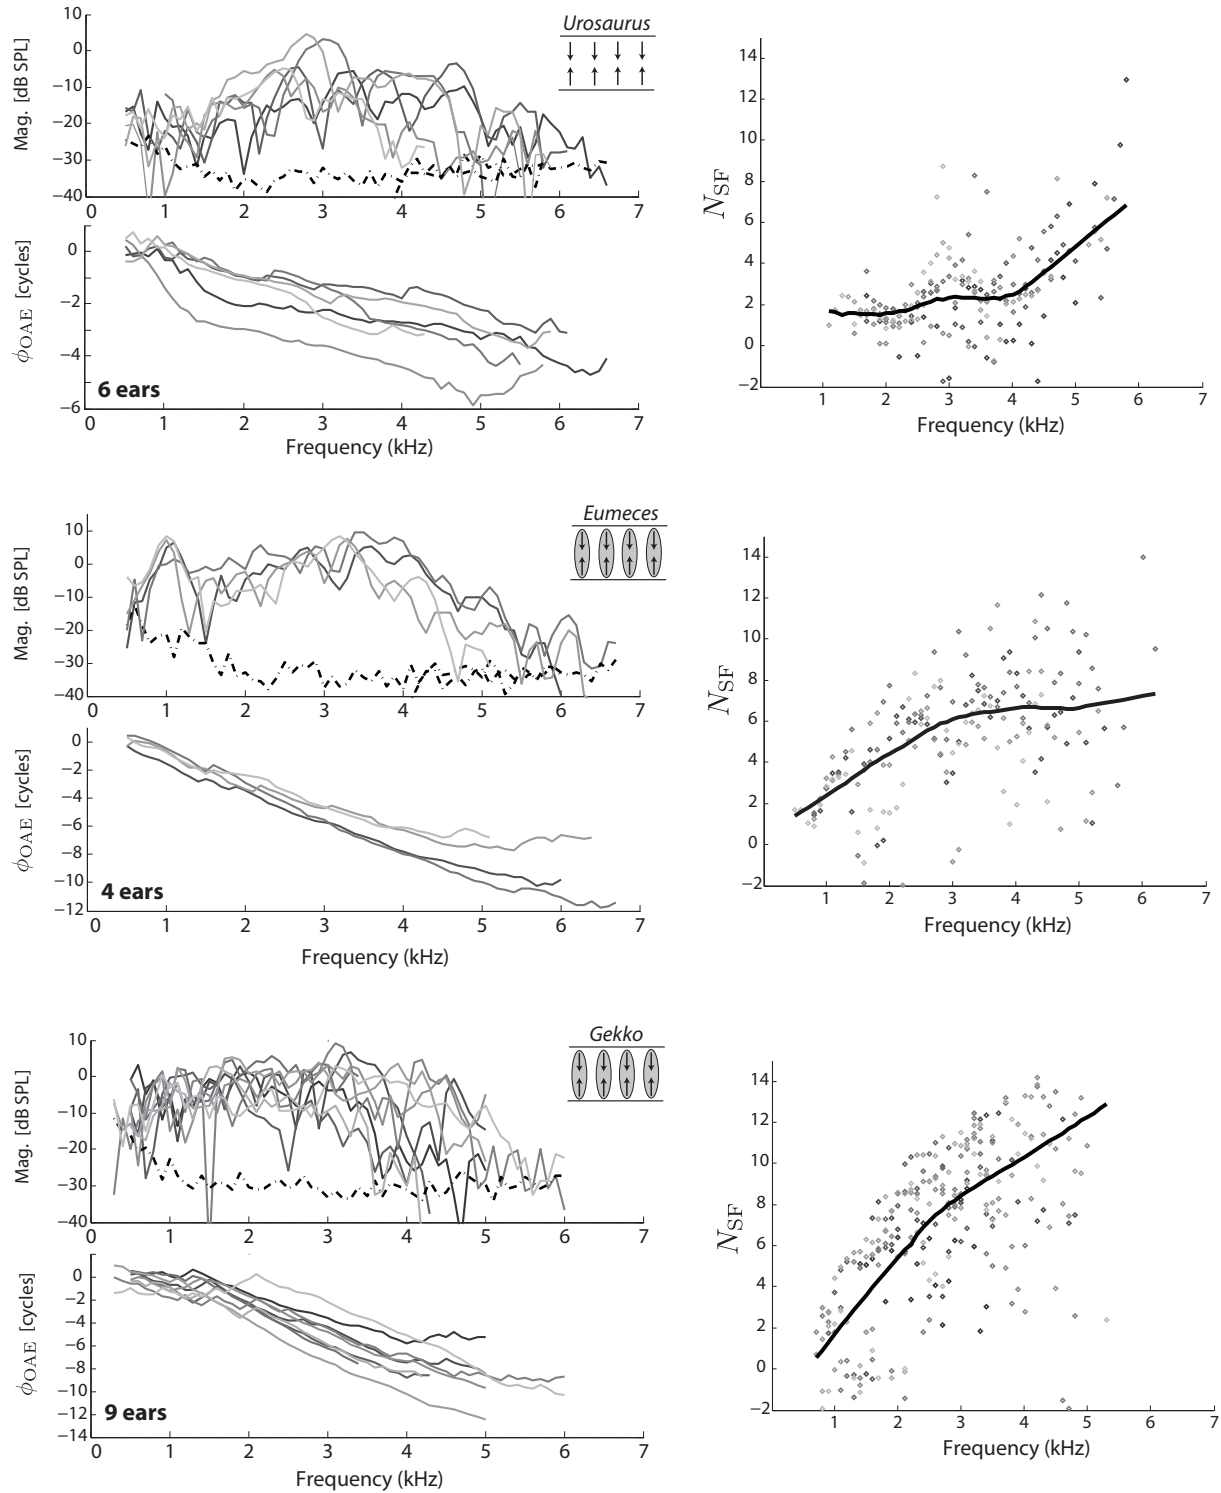 Urosaurus
Mag. [dB SPL]
10
0
−10
−20
−30
−40
0 1 2 3 4 5 6 7
ϕOAE [cycles]
0
−2
−4
−6
6 ears
0 1 2 3 4 5 6 7
Frequency (kHz)
NSF
14
12
10
8
6
4
2
0
−2
1 2 3 4 5 6 7
Frequency (kHz)
Eumeces
Mag. [dB SPL]
10
0
−10
−20
−30
−40
0 1 2 3 4 5 6 7
ϕOAE [cycles]
0
−2
−4
−6
−8
−10
−12
4 ears
0 1 2 3 4 5 6 7
Frequency (kHz)
NSF
14
12
10
8
6
4
2
0
−2
1 2 3 4 5 6 7
Frequency (kHz)
Gekko
Mag. [dB SPL]
10
0
−10
−20
−30
−40
0 1 2 3 4 5 6 7
ϕOAE [cycles]
0
−2
−4
−6
−8
−10
−12
−14
9 ears
0 1 2 3 4 5 6 7
Frequency (kHz)
NSF
14
12
10
8
6
4
2
0
−2
1 2 3 4 5 6 7
Frequency (kHz)